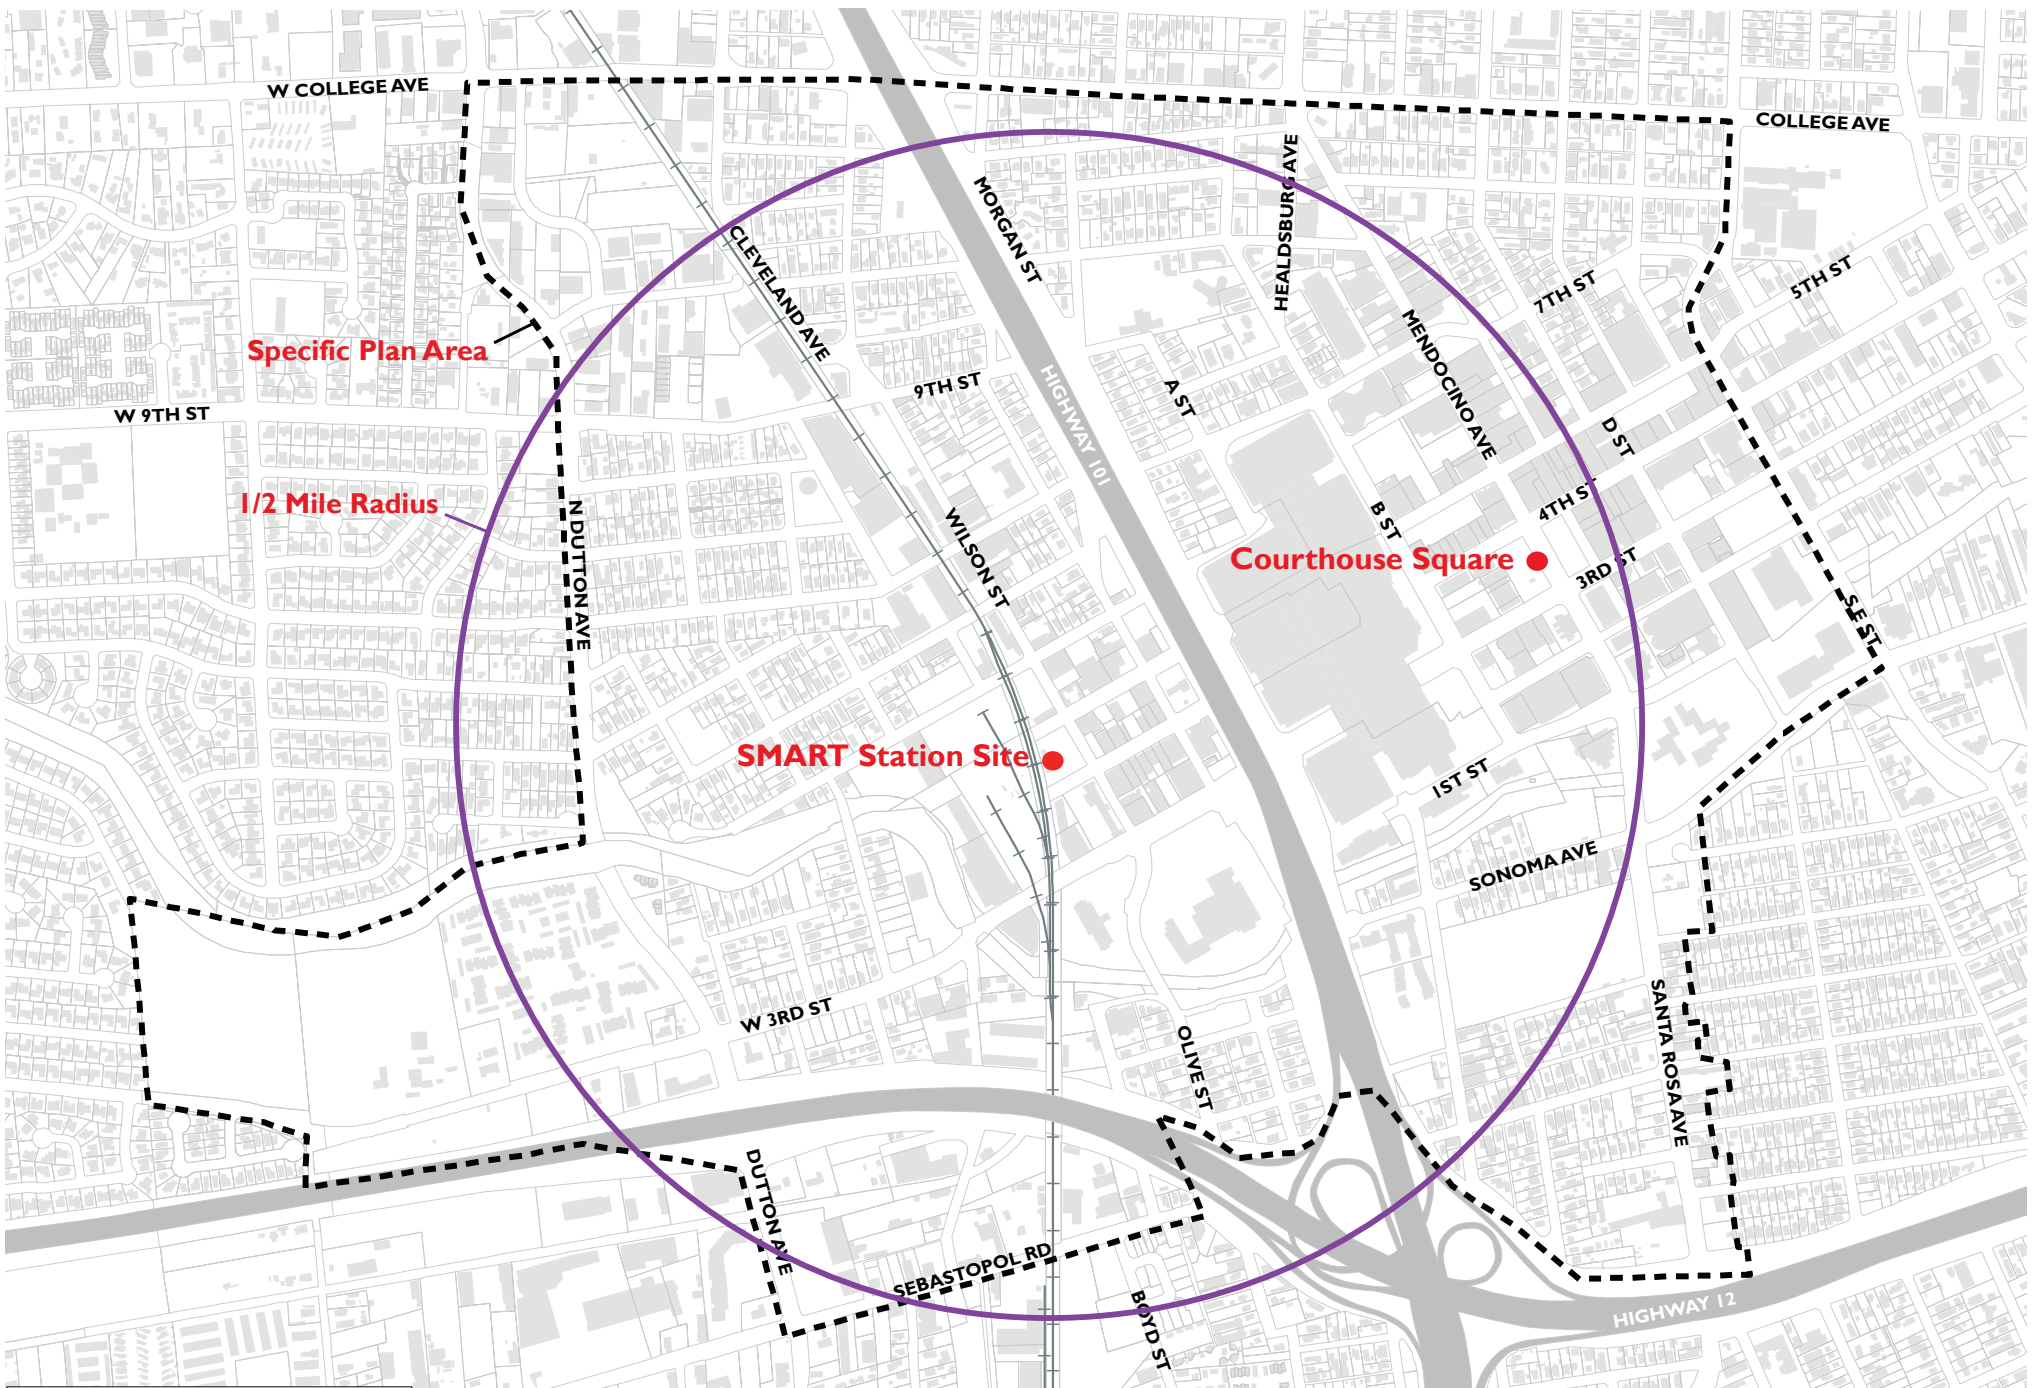 W COLLEGE AVE
COLLEGE AVE
HEALDSBURG AVE
MORGAN ST
CLEVELAND AVE
7TH ST
5TH ST
Specific Plan Area
MENDOCINO AVE
9TH ST
A ST
HIGHWAY 101
W 9TH ST
D ST
1/2 Mile Radius
4TH ST
B ST
N DUTTON AVE
WILSON ST
Courthouse Square
3RD ST
S E ST
SMART Station Site
1ST ST
SONOMA AVE
W 3RD ST
OLIVE ST
SANTA ROSA AVE
DUTTON AVE
SEBASTOPOL RD
BOYD ST
HIGHWAY 12